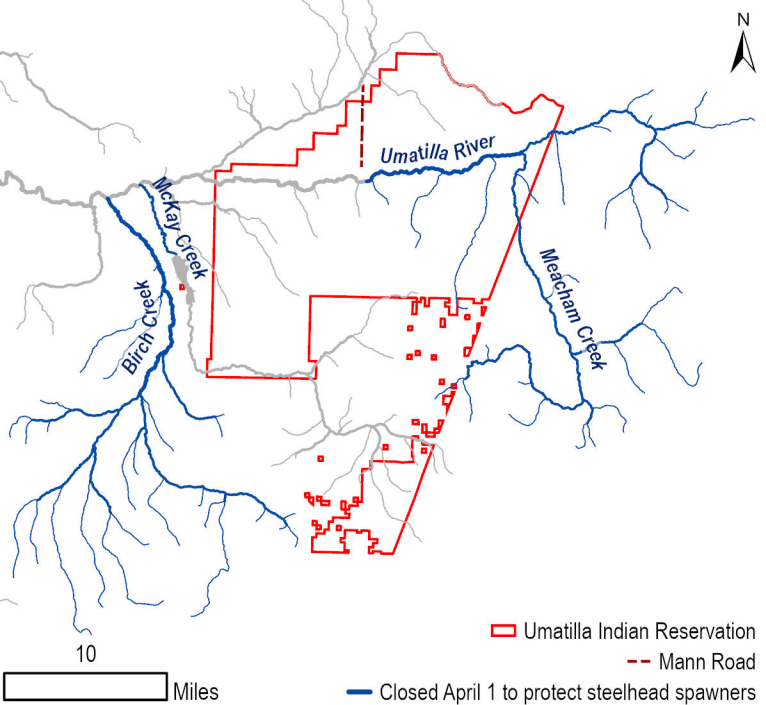 N
Umatilla River
McKay Creek
Birch Creek
Meacham Creek
Umatilla Indian Reservation
Mann Road
Closed April 1 to protect steelhead spawners
10
Miles